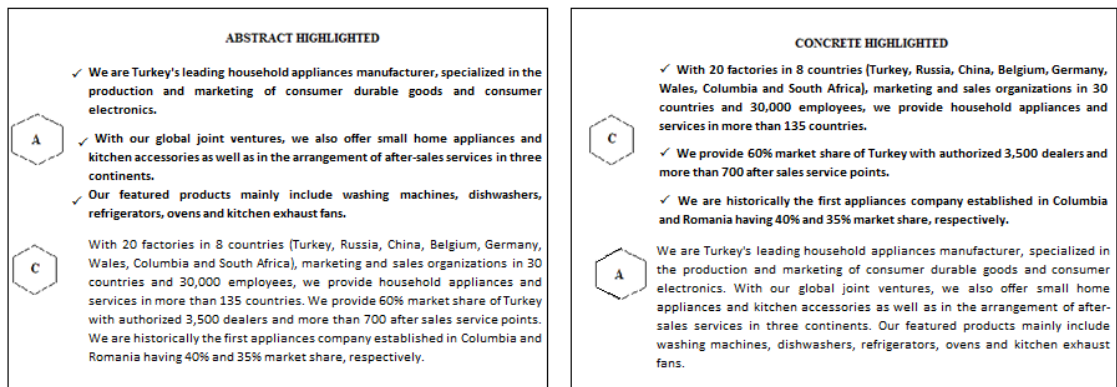 ABSTRACT HIGHLIGHTED
✓ We are Turkey's leading household appliances manufacturer, specialized in the
production and marketing of consumer durable goods and consumer
electronics.
A
✓ With our global joint ventures, we also offer small home appliances and
kitchen accessories as well as in the arrangement of after-sales services in three
continents.
✓ Our featured products mainly include washing machines, dishwashers,
refrigerators, ovens and kitchen exhaust fans.
C
With 20 factories in 8 countries (Turkey, Russia, China, Belgium, Germany,
Wales, Columbia and South Africa), marketing and sales organizations in 30
countries and 30,000 employees, we provide household appliances and
services in more than 135 countries. We provide 60% market share of Turkey
with authorized 3,500 dealers and more than 700 after sales service points.
We are historically the first appliances company established in Columbia and
Romania having 40% and 35% market share, respectively.
CONCRETE HIGHLIGHTED
✓ With 20 factories in 8 countries (Turkey, Russia, China, Belgium, Germany,
Wales, Columbia and South Africa), marketing and sales organizations in 30
countries and 30,000 employees, we provide household appliances and
services in more than 135 countries.
C
✓ We provide 60% market share of Turkey with authorized 3,500 dealers and
more than 700 after sales service points.
✓ We are historically the first appliances company established in Columbia
and Romania having 40% and 35% market share, respectively.
A
We are Turkey's leading household appliances manufacturer, specialized in
the production and marketing of consumer durable goods and consumer
electronics. With our global joint ventures, we also offer small home
appliances and kitchen accessories as well as in the arrangement of after-
sales services in three continents. Our featured products mainly include
washing machines, dishwashers, refrigerators, ovens and kitchen exhaust
fans.